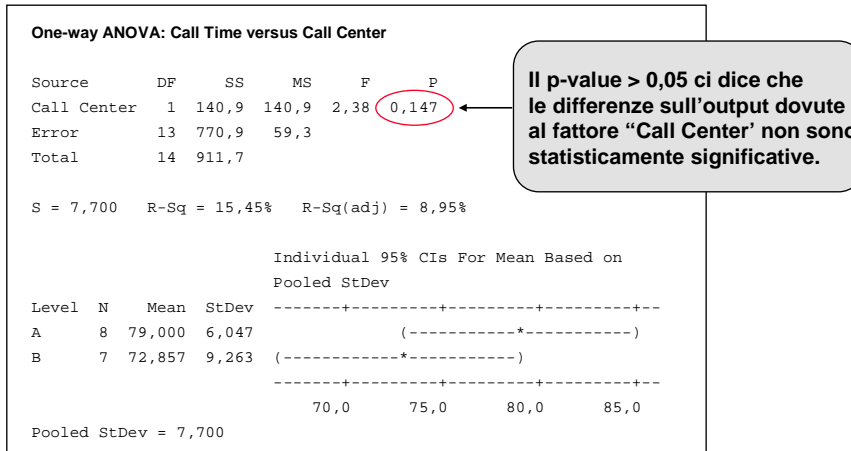 One-way ANOVA: Call Time versus Call Center
Source DF SS MS F P
Call Center 1 140,9 140,9 2,38 0,147
Error 13 770,9 59,3
Total 14 911,7
Il p-value > 0,05 ci dice che
le differenze sull'output dovute
al fattore “Call Center’ non sono
statisticamente significative.
S = 7,700 R-Sq = 15,45% R-Sq(adj) = 8,95%
Individual 95% CIs For Mean Based on
Pooled StDev
Level N Mean StDev -------+---------+---------+---------+--
A 8 79,000 6,047 (-----------*-----------)
B 7 72,857 9,263 (------------*-----------)
-------+---------+---------+---------+--
70,0 75,0 80,0 85,0
Pooled StDev = 7,700